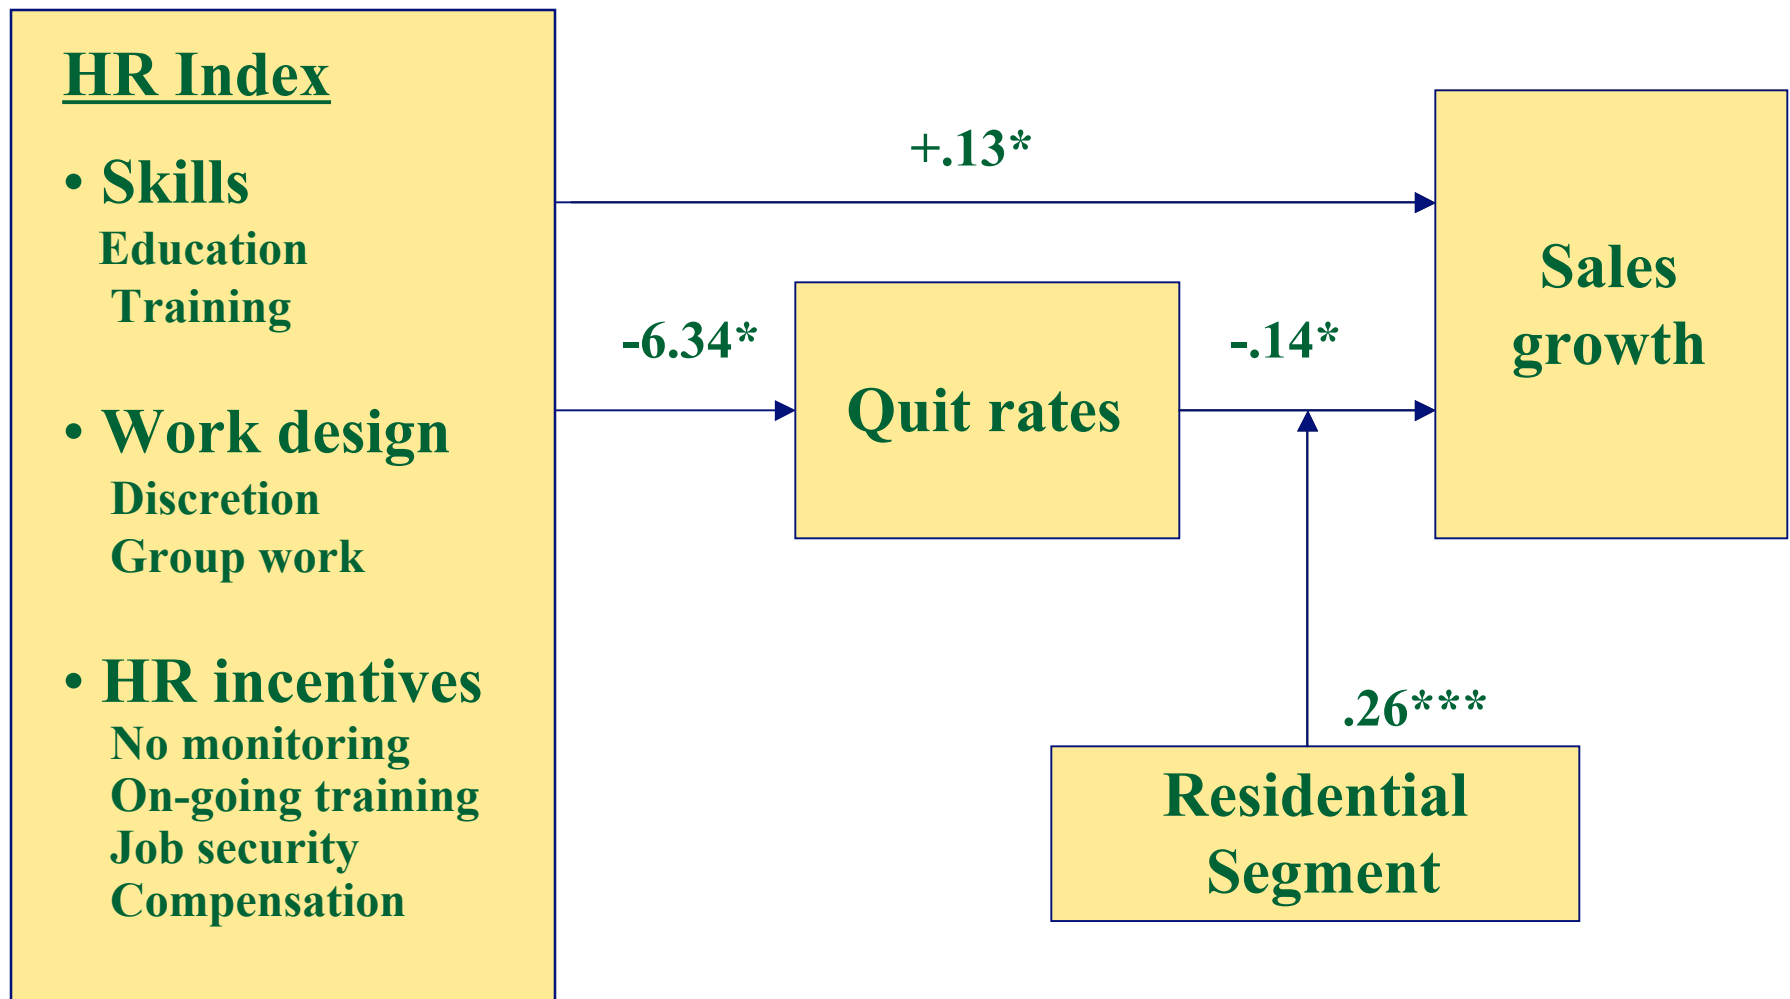 HR Index
• Skills
Education
Training
• Work design
Discretion
Group work
• HR incentives
No monitoring
On-going training
Job security
Compensation
+.13*
-6.34*
Quit rates
-.14*
Sales
growth
.26***
Residential
Segment